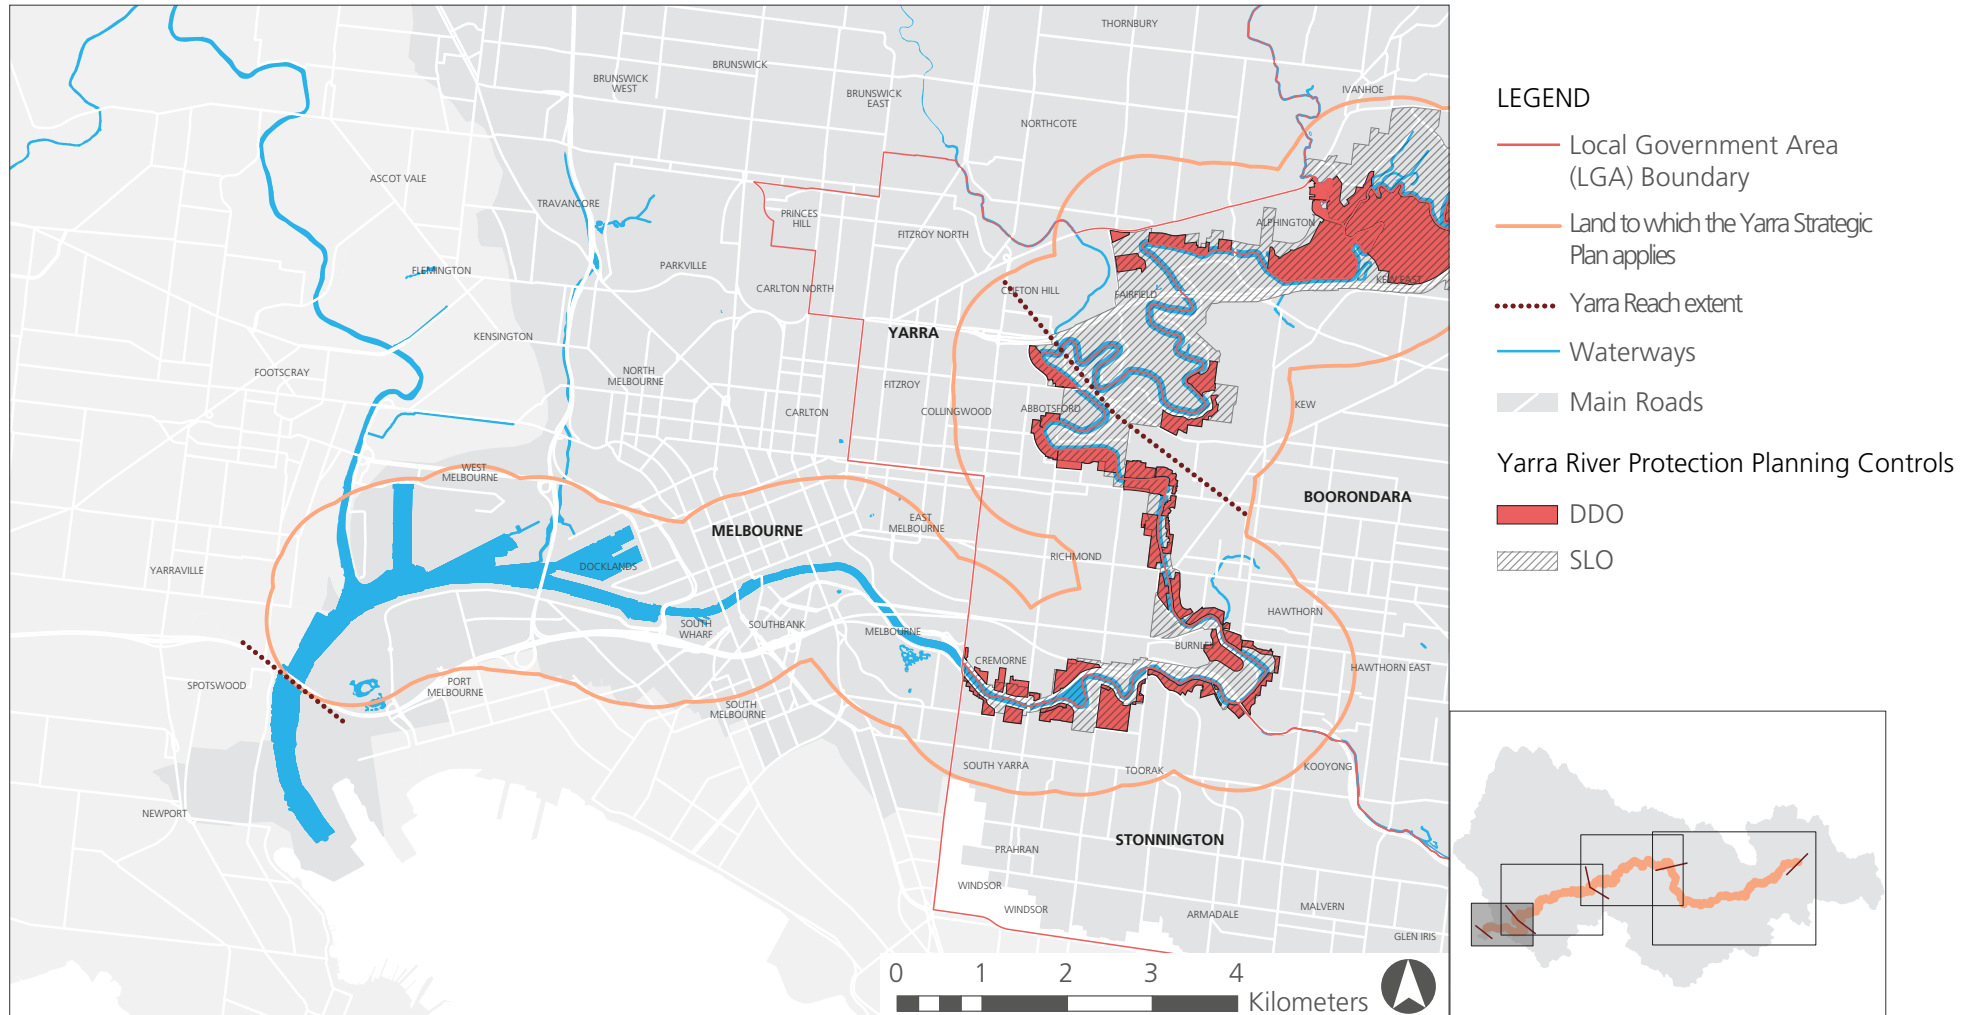 THORNBURY
BRUNSWICK
BRUNSWICK
WEST
IVANHOE
BRUNSWICK
EAST
NORTHCOTE
ASCOT VALE
TRAVANCORE
PRINCES
HILL
FITZROY NORTH
ALPHINGTON
PARKVILLE
FLEMINGTON
CARLTON NORTH
CLIFTON HILL
FAIRFIELD
KEW EAST
KENSINGTON
YARRA
FOOTSCRAY
NORTH
MELBOURNE
FITZROY
CARLTON
COLLINGWOOD
ABBOTSFORD
KEW
WEST
MELBOURNE
BOORONDARA
MELBOURNE
EAST
MELBOURNE
RICHMOND
YARRAVILLE
DOCKLANDS
HAWTHORN
SOUTH
WHARF
SOUTHBANK
MELBOURNE
BURNLEY
CREMORNE
HAWTHORN EAST
SPOTSWOOD
PORT
MELBOURNE
SOUTH
MELBOURNE
SOUTH YARRA
TOORAK
KOOYONG
NEWPORT
STONNINGTON
PRAHRAN
WINDSOR
WINDSOR
ARMADALE
MALVERN
GLEN IRIS
0 1 2 3 4
Kilometers
LEGEND
Local Government Area
(LGA) Boundary
Land to which the Yarra Strategic
Plan applies
Yarra Reach extent
Waterways
Main Roads
Yarra River Protection Planning Controls
DDO
SLO